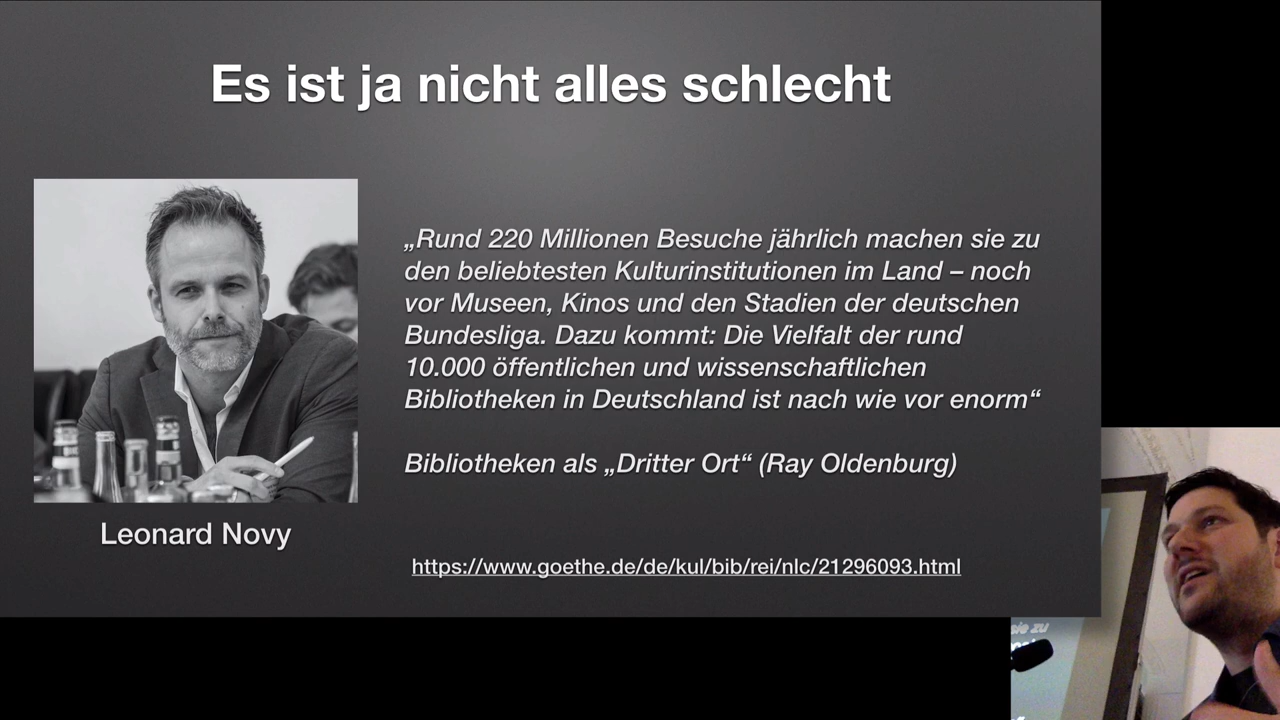 Es ist ja nicht alles schlecht
„Rund 220 Millionen Besuche jährlich machen sie zu
den beliebtesten Kulturinstitutionen im Land – noch
vor Museen, Kinos und den Stadien der deutschen
Bundesliga. Dazu kommt: Die Vielfalt der rund
10.000 öffentlichen und wissenschaftlichen
Bibliotheken in Deutschland ist nach wie vor enorm“
Bibliotheken als „Dritter Ort“ (Ray Oldenburg)
Leonard Novy
https://www.goethe.de/de/kul/bib/rei/nlc/21296093.html
sie zu